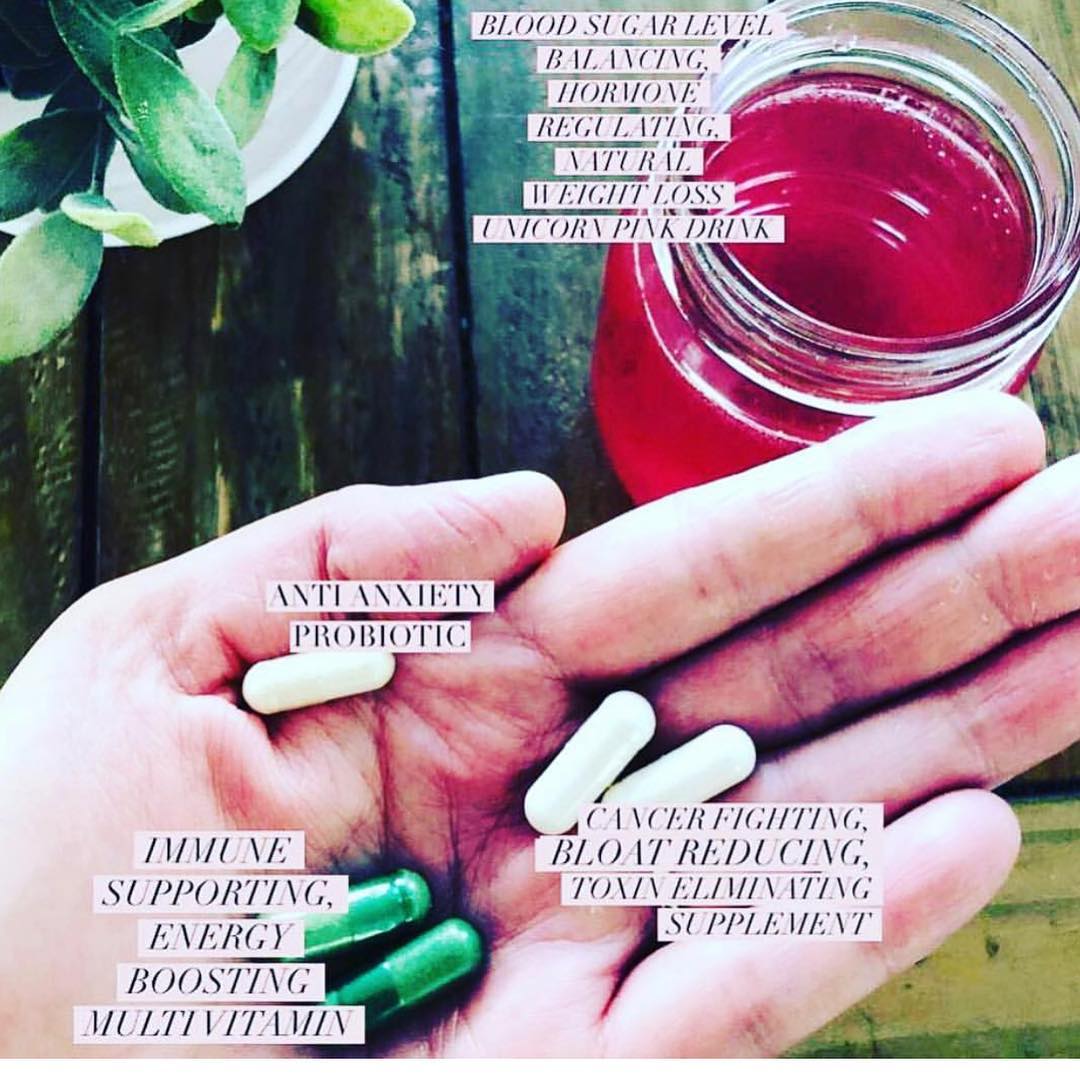 BLOOD SUGAR LEVEL
BALANCING,
HORMONE
REGULATING,
NATURAL
WEIGHT LOSS
UNICORN PINK DRINK
ANTI ANXIETY
PROBIOTIC
CANCER FIGHTING,
BLOAT REDUCING,
TOXIN ELIMINATING
SUPPLEMENT
IMMUNE
SUPPORTING,
ENERGY
BOOSTING
MULTI VITAMIN